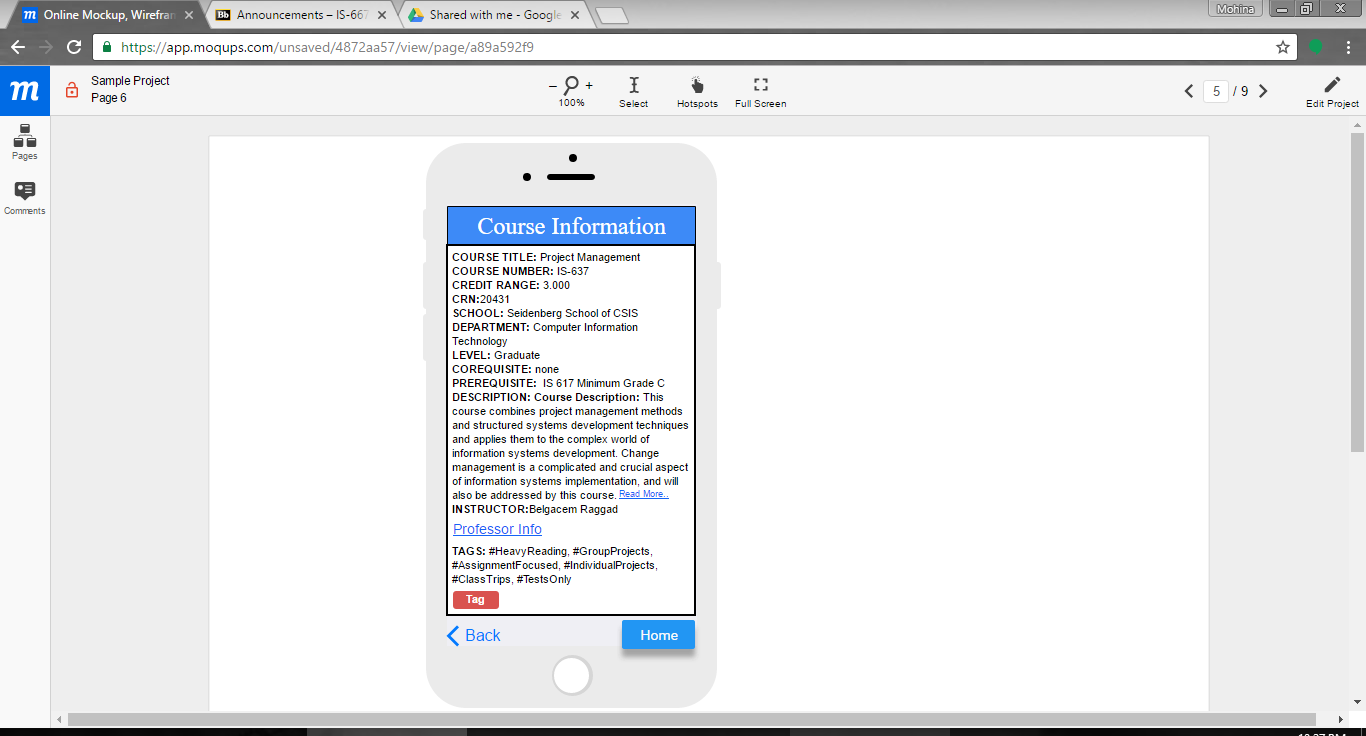 Online Mockup, Wirefram
Announcements – IS-667
Shared with me - Google
Mohina
https://app.moqups.com/unsaved/4872aa57/view/page/a89a592f9
m
Sample Project
Page 6
– +
100%
Select
Hotspots
Full Screen
5 / 9
Edit Project
Pages
Comments
Course Information
COURSE TITLE: Project Management
COURSE NUMBER: IS-637
CREDIT RANGE: 3.000
CRN:20431
SCHOOL: Seidenberg School of CSIS
DEPARTMENT: Computer Information
Technology
LEVEL: Graduate
COREQUISITE: none
PREREQUISITE: IS 617 Minimum Grade C
DESCRIPTION: Course Description: This
course combines project management methods
and structured systems development techniques
and applies them to the complex world of
information systems development. Change
management is a complicated and crucial aspect
of information systems implementation, and will
also be addressed by this course. Read More..
INSTRUCTOR:Belgacem Raggad
Professor Info
TAGS: #HeavyReading, #GroupProjects,
#AssignmentFocused, #IndividualProjects,
#ClassTrips, #TestsOnly
Tag
Back
Home